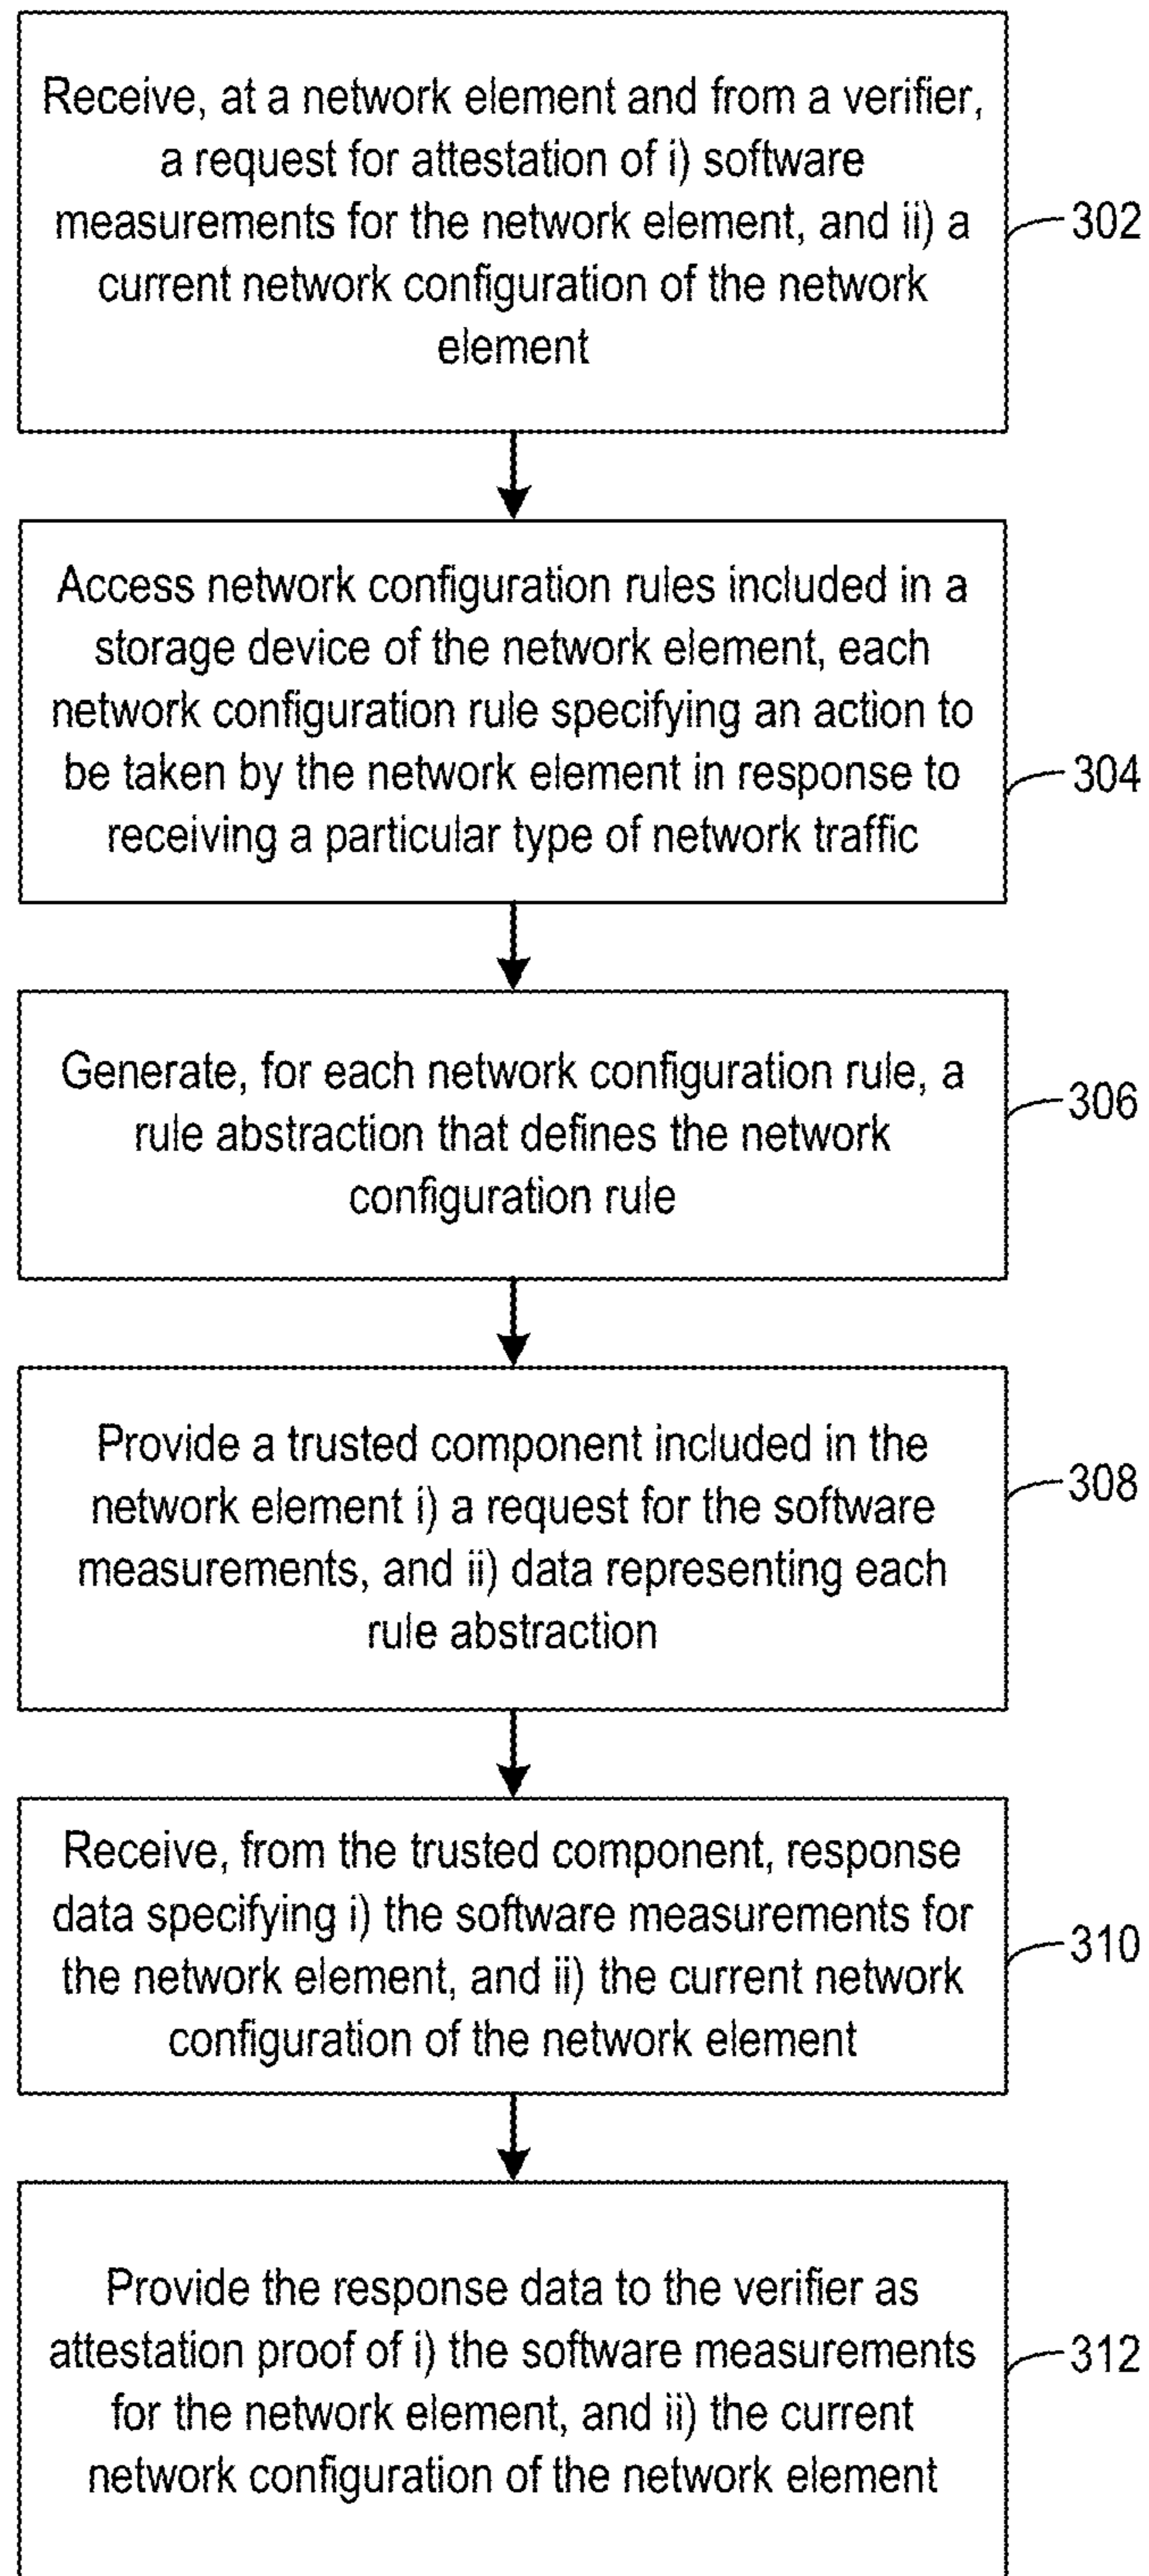 Receive, at a network element and from a verifier,
a request for attestation of i) software
measurements for the network element, and ii) a
current network configuration of the network
element
302
Access network configuration rules included in a
storage device of the network element, each
network configuration rule specifying an action to
be taken by the network element in response to
receiving a particular type of network traffic
304
Generate, for each network configuration rule, a
rule abstraction that defines the network
configuration rule
306
Provide a trusted component included in the
network element i) a request for the software
measurements, and ii) data representing each
rule abstraction
308
Receive, from the trusted component, response
data specifying i) the software measurements for
the network element, and ii) the current network
configuration of the network element
310
Provide the response data to the verifier as
attestation proof of i) the software measurements
for the network element, and ii) the current
network configuration of the network element
312